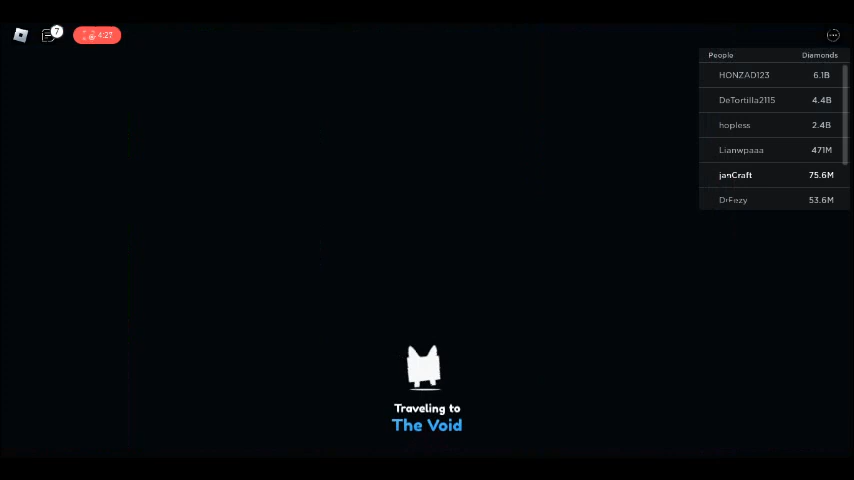 7
4:27
People Diamonds
HONZAD123 6.1B
DeTortilla2115 4.4B
hopless 2.4B
Lianwpaaa 471M
janCraft 75.6M
DrFezy 53.6M
Traveling to
The Void